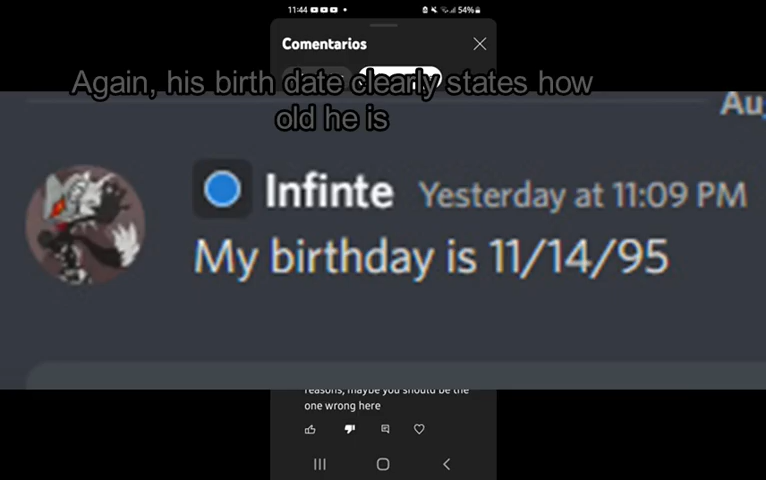 11:44
54%
Comentarios
Again, his birth date clearly states how
old he is
Infinte Yesterday at 11:09 PM
My birthday is 11/14/95
reasons, maybe you should be the
one wrong here